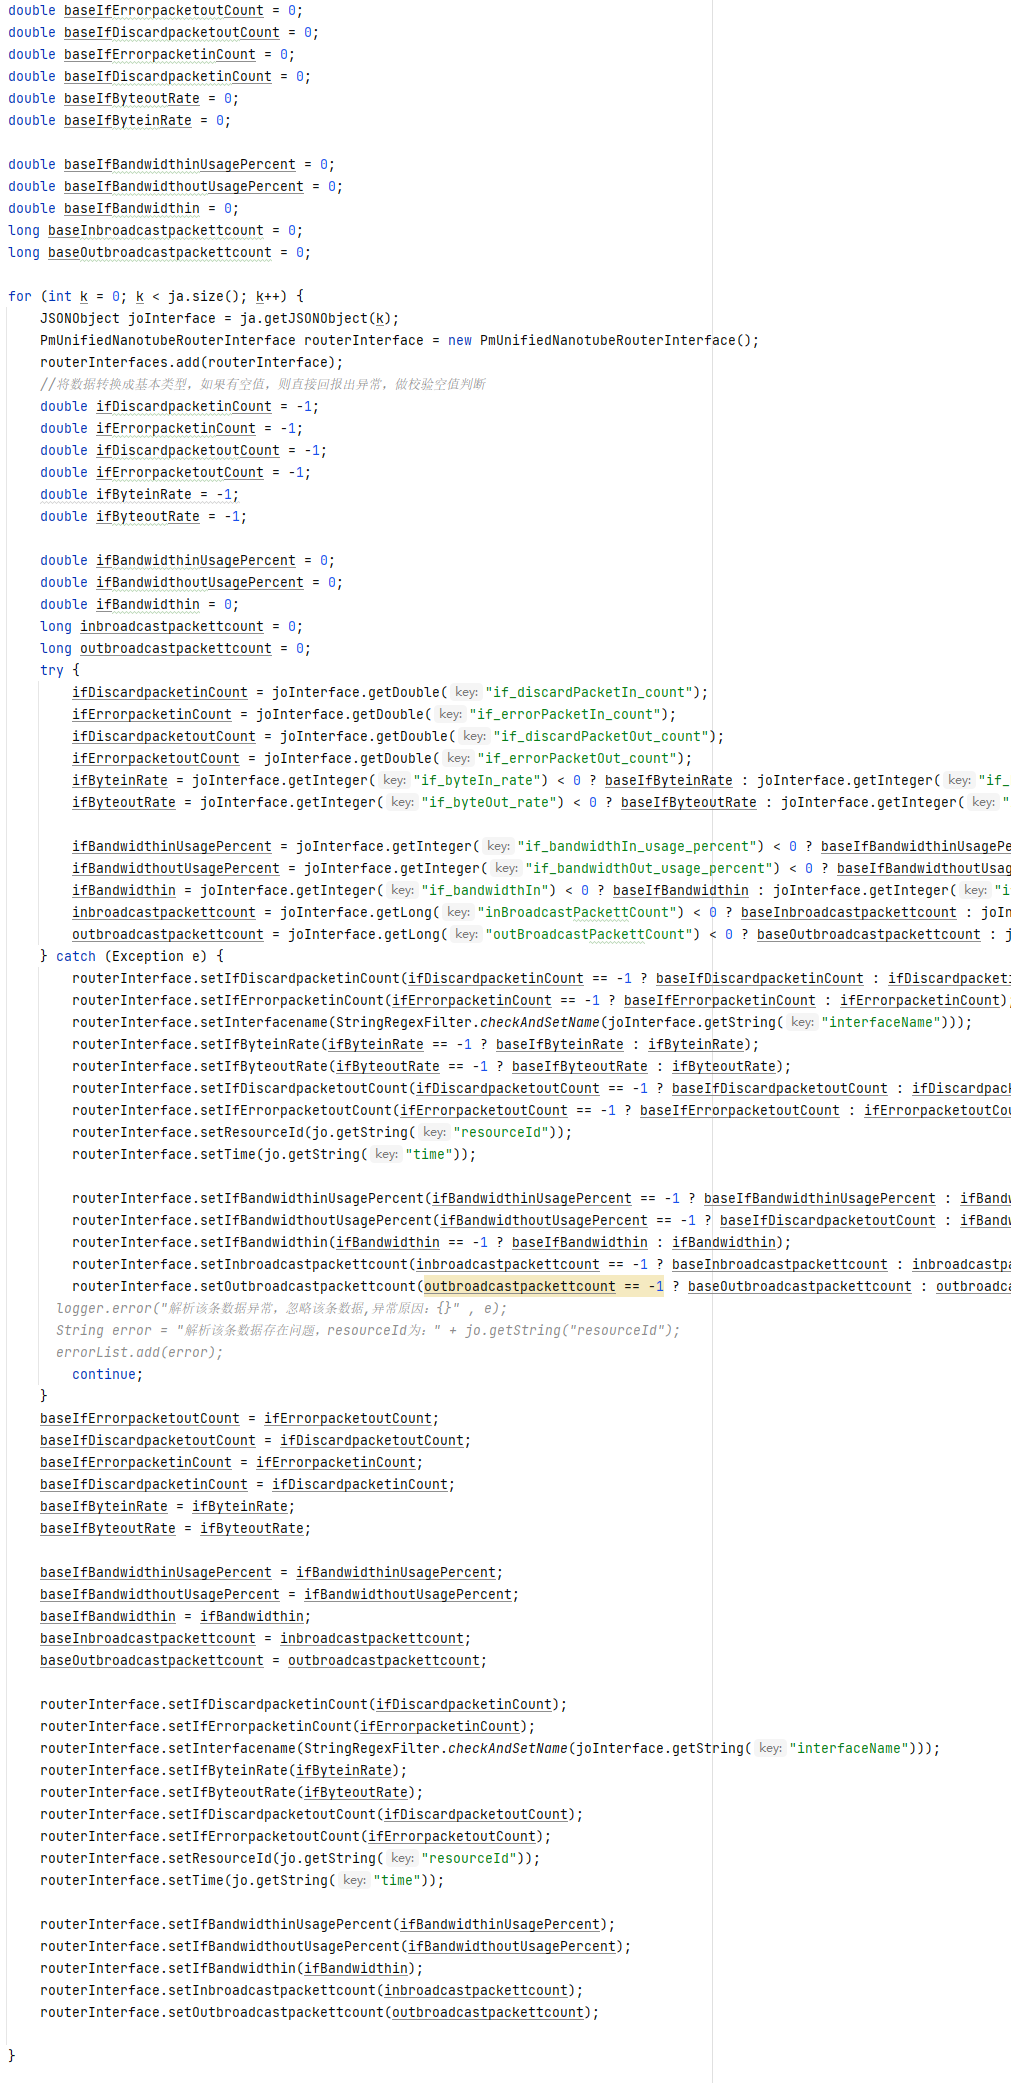 double baseIfErrorpacketoutCount = 0;
double baseIfDiscardpacketoutCount = 0;
double baseIfErrorpacketinCount = 0;
double baseIfDiscardpacketinCount = 0;
double baseIfByteoutRate = 0;
double baseIfByteinRate = 0;
double baseIfBandwidthinUsagePercent = 0;
double baseIfBandwidthoutUsagePercent = 0;
double baseIfBandwidthin = 0;
long baseInbroadcastpackettcount = 0;
long baseOutbroadcastpackettcount = 0;
for (int k = 0; k < ja.size(); k++) {
JSONObject joInterface = ja.getJSONObject(k);
PmUnifiedNanotubeRouterInterface routerInterface = new PmUnifiedNanotubeRouterInterface();
routerInterfaces.add(routerInterface);
//将数据转换成基本类型，如果有空值，则直接回报出异常，做校验空值判断
double ifDiscardpacketinCount = -1;
double ifErrorpacketinCount = -1;
double ifDiscardpacketoutCount = -1;
double ifErrorpacketoutCount = -1;
double ifByteinRate = -1;
double ifByteoutRate = -1;
double ifBandwidthinUsagePercent = 0;
double ifBandwidthoutUsagePercent = 0;
double ifBandwidthin = 0;
long inbroadcastpackettcount = 0;
long outbroadcastpackettcount = 0;
try {
ifDiscardpacketinCount = joInterface.getDouble( key: "if_discardPacketIn_count");
ifErrorpacketinCount = joInterface.getDouble( key: "if_errorPacketIn_count");
ifDiscardpacketoutCount = joInterface.getDouble( key: "if_discardPacketOut_count");
ifErrorpacketoutCount = joInterface.getDouble( key: "if_errorPacketOut_count");
ifByteinRate = joInterface.getInteger( key: "if_byteIn_rate") < 0 ? baseIfByteinRate : joInterface.getInteger( key: "if_
ifByteoutRate = joInterface.getInteger( key: "if_byteOut_rate") < 0 ? baseIfByteoutRate : joInterface.getInteger( key: "
ifBandwidthinUsagePercent = joInterface.getInteger( key: "if_bandwidthIn_usage_percent") < 0 ? baseIfBandwidthinUsagePe
ifBandwidthoutUsagePercent = joInterface.getInteger( key: "if_bandwidthOut_usage_percent") < 0 ? baseIfBandwidthoutUsag
ifBandwidthin = joInterface.getInteger( key: "if_bandwidthIn") < 0 ? baseIfBandwidthin : joInterface.getInteger( key: "i
inbroadcastpackettcount = joInterface.getLong( key: "inBroadcastPackettCount") < 0 ? baseInbroadcastpackettcount : joIn
outbroadcastpackettcount = joInterface.getLong( key: "outBroadcastPackettCount") < 0 ? baseOutbroadcastpackettcount : j
} catch (Exception e) {
routerInterface.setIfDiscardpacketinCount(ifDiscardpacketinCount == -1 ? baseIfDiscardpacketinCount : ifDiscardpacketi
routerInterface.setIfErrorpacketinCount(ifErrorpacketinCount == -1 ? baseIfErrorpacketinCount : ifErrorpacketinCount);
routerInterface.setInterfacename(StringRegexFilter.checkAndSetName(joInterface.getString( key: "interfaceName")));
routerInterface.setIfByteinRate(ifByteinRate == -1 ? baseIfByteinRate : ifByteinRate);
routerInterface.setIfByteoutRate(ifByteoutRate == -1 ? baseIfByteoutRate : ifByteoutRate);
routerInterface.setIfDiscardpacketoutCount(ifDiscardpacketoutCount == -1 ? baseIfDiscardpacketoutCount : ifDiscardpack
routerInterface.setIfErrorpacketoutCount(ifErrorpacketoutCount == -1 ? baseIfErrorpacketoutCount : ifErrorpacketoutCou
routerInterface.setResourceId(jo.getString( key: "resourceId"));
routerInterface.setTime(jo.getString( key: "time"));
routerInterface.setIfBandwidthinUsagePercent(ifBandwidthinUsagePercent == -1 ? baseIfBandwidthinUsagePercent : ifBandw
routerInterface.setIfBandwidthoutUsagePercent(ifBandwidthoutUsagePercent == -1 ? baseIfDiscardpacketoutCount : ifBandw
routerInterface.setIfBandwidthin(ifBandwidthin == -1 ? baseIfBandwidthin : ifBandwidthin);
routerInterface.setInbroadcastpackettcount(inbroadcastpackettcount == -1 ? baseInbroadcastpackettcount : inbroadcastpa
routerInterface.setOutbroadcastpackettcount(outbroadcastpackettcount == -1 ? baseOutbroadcastpackettcount : outbroadca
logger.error("解析该条数据异常，忽略该条数据,异常原因：{}" , e);
String error = "解析该条数据存在问题，resourceId为：" + jo.getString("resourceId");
errorList.add(error);
continue;
}
baseIfErrorpacketoutCount = ifErrorpacketoutCount;
baseIfDiscardpacketoutCount = ifDiscardpacketoutCount;
baseIfErrorpacketinCount = ifErrorpacketinCount;
baseIfDiscardpacketinCount = ifDiscardpacketinCount;
baseIfByteinRate = ifByteinRate;
baseIfByteoutRate = ifByteoutRate;
baseIfBandwidthinUsagePercent = ifBandwidthinUsagePercent;
baseIfBandwidthoutUsagePercent = ifBandwidthoutUsagePercent;
baseIfBandwidthin = ifBandwidthin;
baseInbroadcastpackettcount = inbroadcastpackettcount;
baseOutbroadcastpackettcount = outbroadcastpackettcount;
routerInterface.setIfDiscardpacketinCount(ifDiscardpacketinCount);
routerInterface.setIfErrorpacketinCount(ifErrorpacketinCount);
routerInterface.setInterfacename(StringRegexFilter.checkAndSetName(joInterface.getString( key: "interfaceName")));
routerInterface.setIfByteinRate(ifByteinRate);
routerInterface.setIfByteoutRate(ifByteoutRate);
routerInterface.setIfDiscardpacketoutCount(ifDiscardpacketoutCount);
routerInterface.setIfErrorpacketoutCount(ifErrorpacketoutCount);
routerInterface.setResourceId(jo.getString( key: "resourceId"));
routerInterface.setTime(jo.getString( key: "time"));
routerInterface.setIfBandwidthinUsagePercent(ifBandwidthinUsagePercent);
routerInterface.setIfBandwidthoutUsagePercent(ifBandwidthoutUsagePercent);
routerInterface.setIfBandwidthin(ifBandwidthin);
routerInterface.setInbroadcastpackettcount(inbroadcastpackettcount);
routerInterface.setOutbroadcastpackettcount(outbroadcastpackettcount);
}